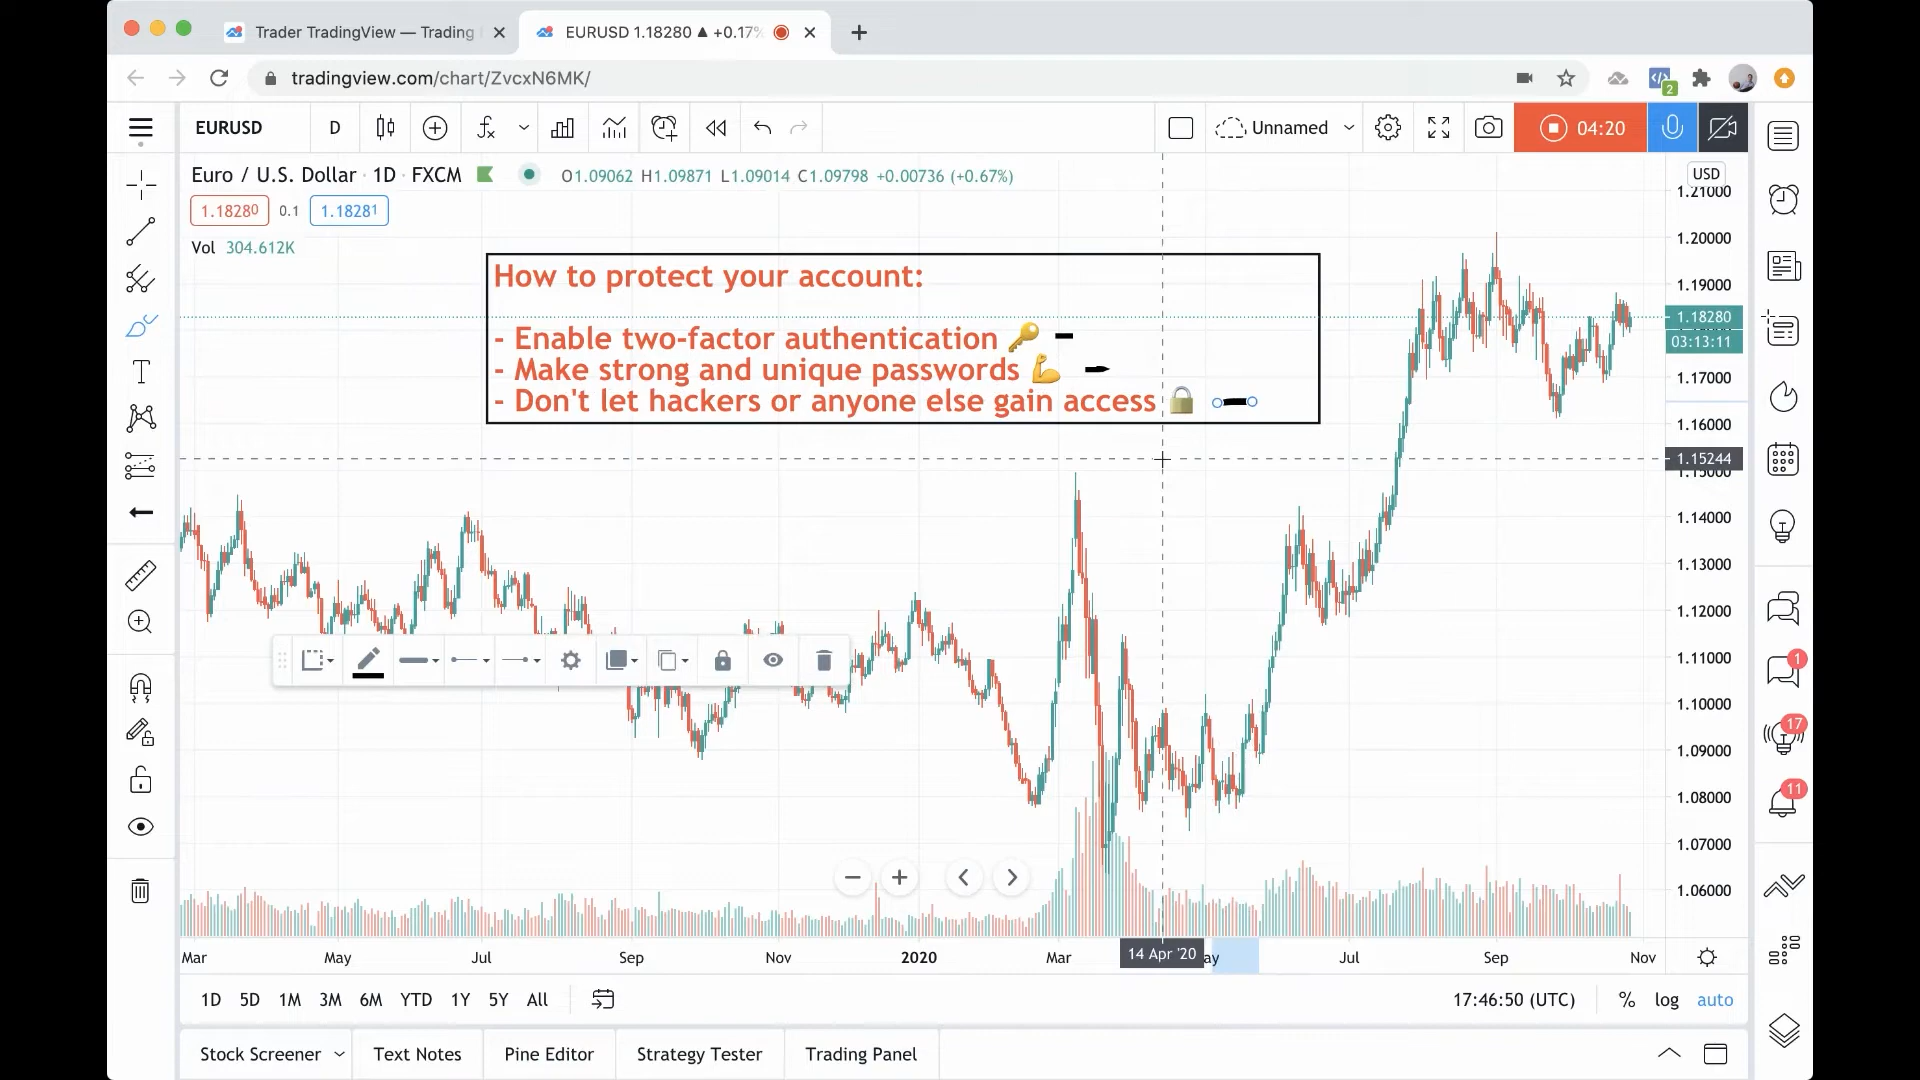 Trader TradingView — Trading
EURUSD 1.18280 ▲ +0.17%
tradingview.com/chart/ZvcxN6MK/
2
EURUSD
D
Unnamed
04:20
Euro / U.S. Dollar · 1D · FXCM
O1.09062 H1.09871 L1.09014 C1.09798 +0.00736 (+0.67%)
USD
1.18280
0.1
1.18281
Vol 304.612K
How to protect your account:
- Enable two-factor authentication 🔑
- Make strong and unique passwords 💪
- Don't let hackers or anyone else gain access 🔒
1.21000
1.20000
1.19000
1.18280
03:13:11
1.17000
1.16000
1.15244
1.15000
1.14000
1.13000
1.12000
1.11000
1.10000
1.09000
1.08000
1.07000
1.06000
1
17
11
Mar
May
Jul
Sep
Nov
2020
Mar
14 Apr '20
ay
Jul
Sep
Nov
1D 5D 1M 3M 6M YTD 1Y 5Y All
17:46:50 (UTC)
% log auto
Stock Screener
Text Notes
Pine Editor
Strategy Tester
Trading Panel